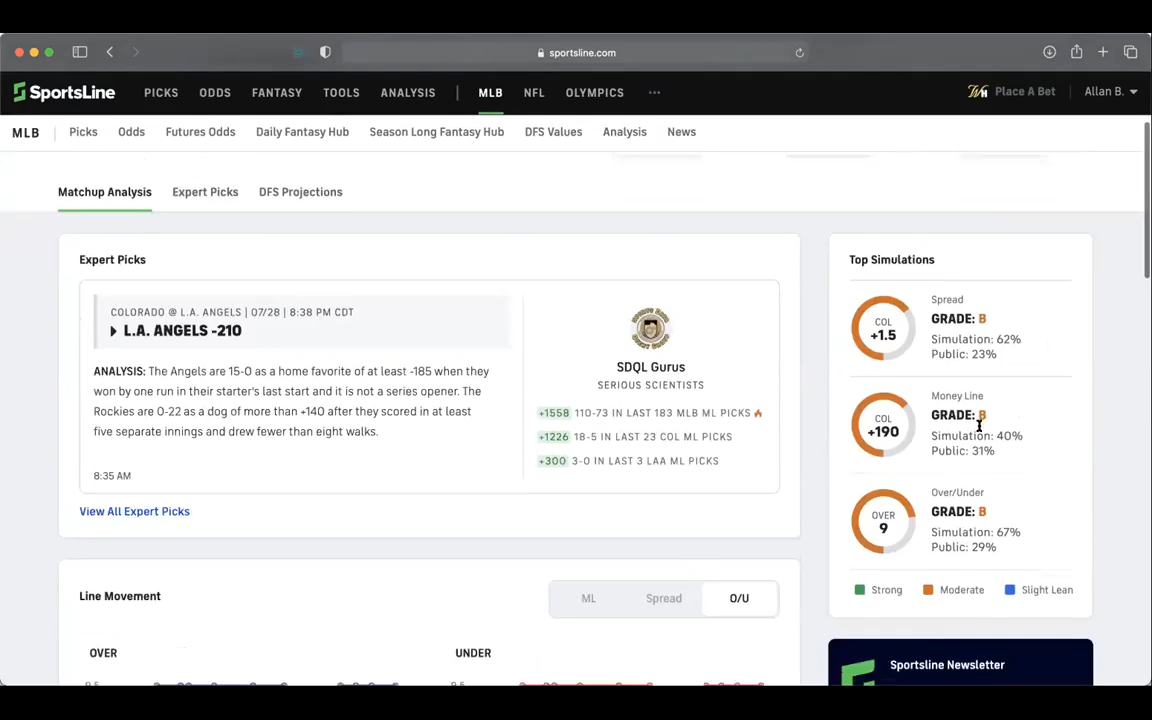 sportsline.com
SportsLine PICKS ODDS FANTASY TOOLS ANALYSIS MLB NFL OLYMPICS ··· WH Place A Bet Allan B.
MLB Picks Odds Futures Odds Daily Fantasy Hub Season Long Fantasy Hub DFS Values Analysis News
Matchup Analysis Expert Picks DFS Projections
Expert Picks
COLORADO @ L.A. ANGELS | 07/28 | 8:38 PM CDT
L.A. ANGELS -210
ANALYSIS: The Angels are 15-0 as a home favorite of at least -185 when they
won by one run in their starter's last start and it is not a series opener. The
Rockies are 0-22 as a dog of more than +140 after they scored in at least
five separate innings and drew fewer than eight walks.
8:35 AM
SDQL Gurus
SERIOUS SCIENTISTS
+1558 110-73 IN LAST 183 MLB ML PICKS
+1226 18-5 IN LAST 23 COL ML PICKS
+300 3-0 IN LAST 3 LAA ML PICKS
View All Expert Picks
Top Simulations
COL
+1.5
Spread
GRADE: B
Simulation: 62%
Public: 23%
COL
+190
Money Line
GRADE: B
Simulation: 40%
Public: 31%
OVER
9
Over/Under
GRADE: B
Simulation: 67%
Public: 29%
Strong Moderate Slight Lean
Line Movement
ML Spread O/U
OVER
UNDER
Sportsline Newsletter